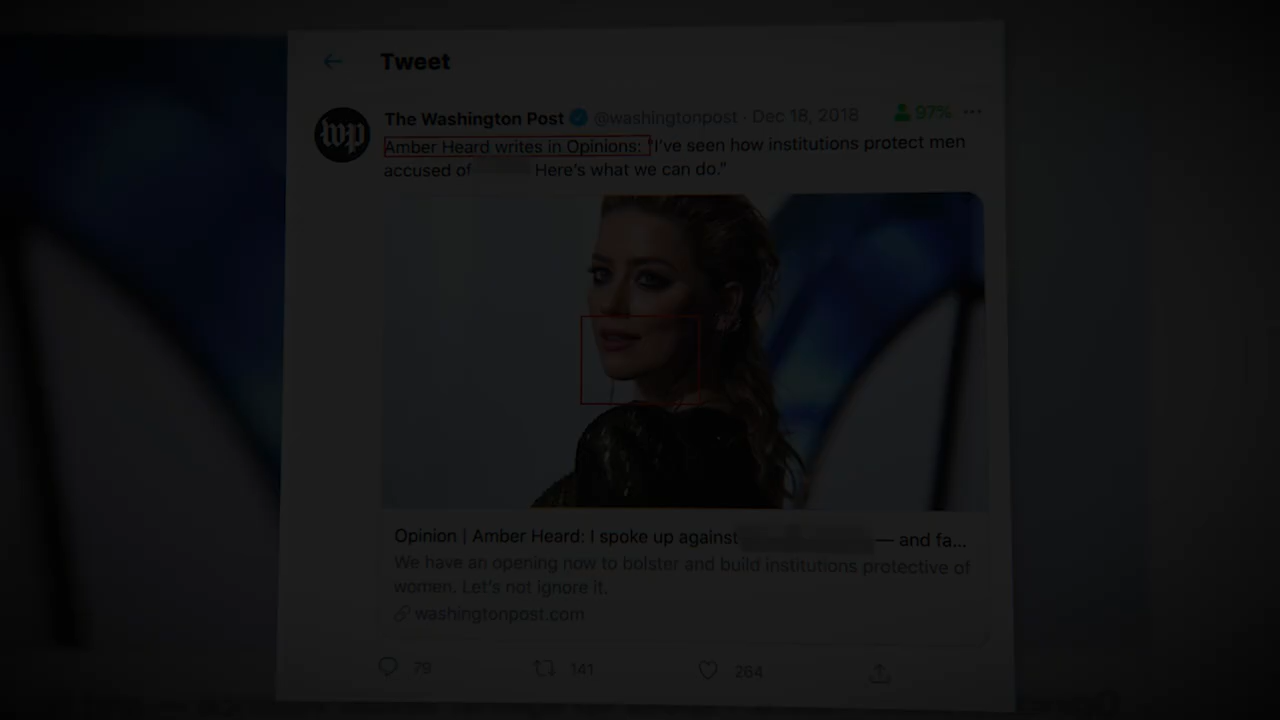 Tweet
The Washington Post @washingtonpost · Dec 18, 2018 97% ...
wp
Amber Heard writes in Opinions: "I've seen how institutions protect men
accused of Here's what we can do."
Opinion | Amber Heard: I spoke up against — and fa...
We have an opening now to bolster and build institutions protective of
women. Let's not ignore it.
washingtonpost.com
79 141 264